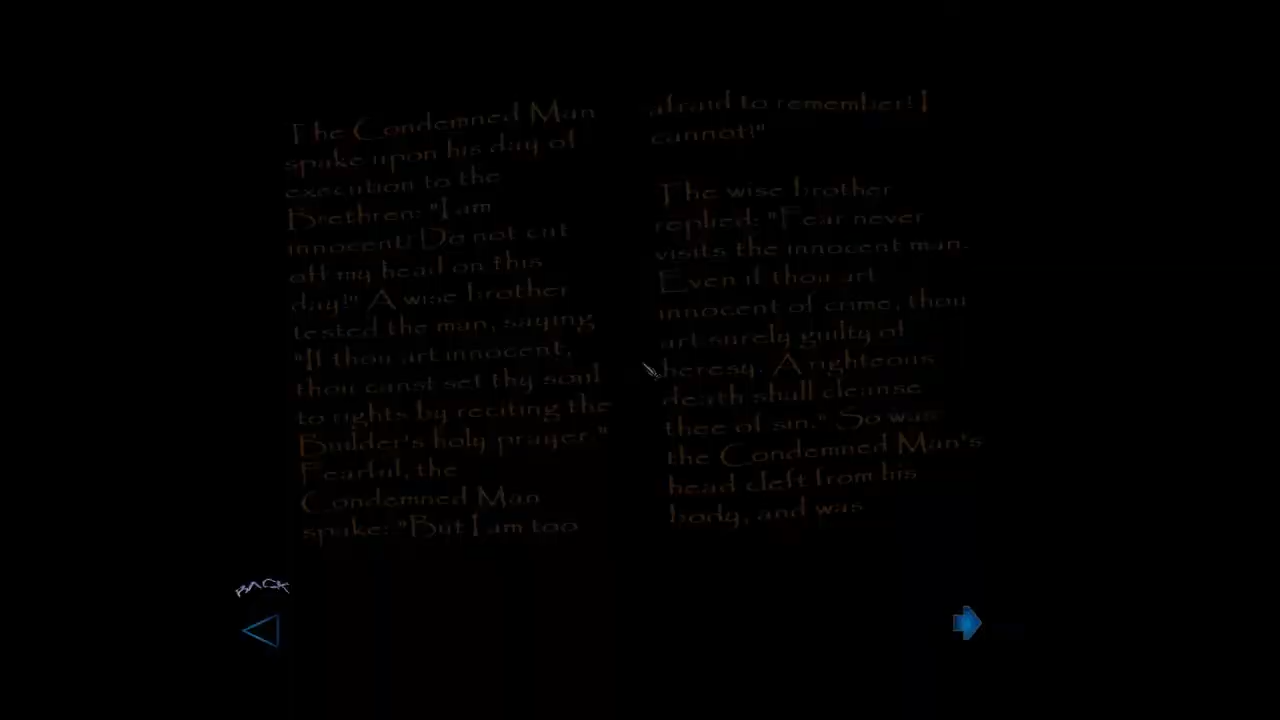 The Condemned Man
spake upon his day of
execution to the
Brethren: "I am
innocent! Do not cut
off my head on this
day!" A wise brother
tested the man, saying
"If thou art innocent,
thou canst set thy soul
to rights by reciting the
Builder's holy prayer."
Fearful, the
Condemned Man
spake: "But I am too
afraid to remember! I
cannot!"
The wise brother
replied: "Fear never
visits the innocent man.
Even if thou art
innocent of crime, thou
art surely guilty of
heresy. A righteous
death shall cleanse
thee of sin." So was
the Condemned Man's
head cleft from his
body, and was
BACK